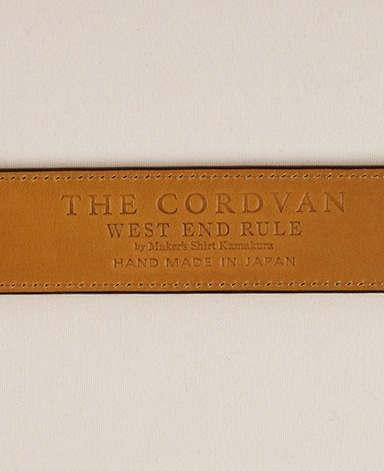 THE CORDVAN
WEST END RULE
by Maker's Shirt Kamakura
HAND MADE IN JAPAN